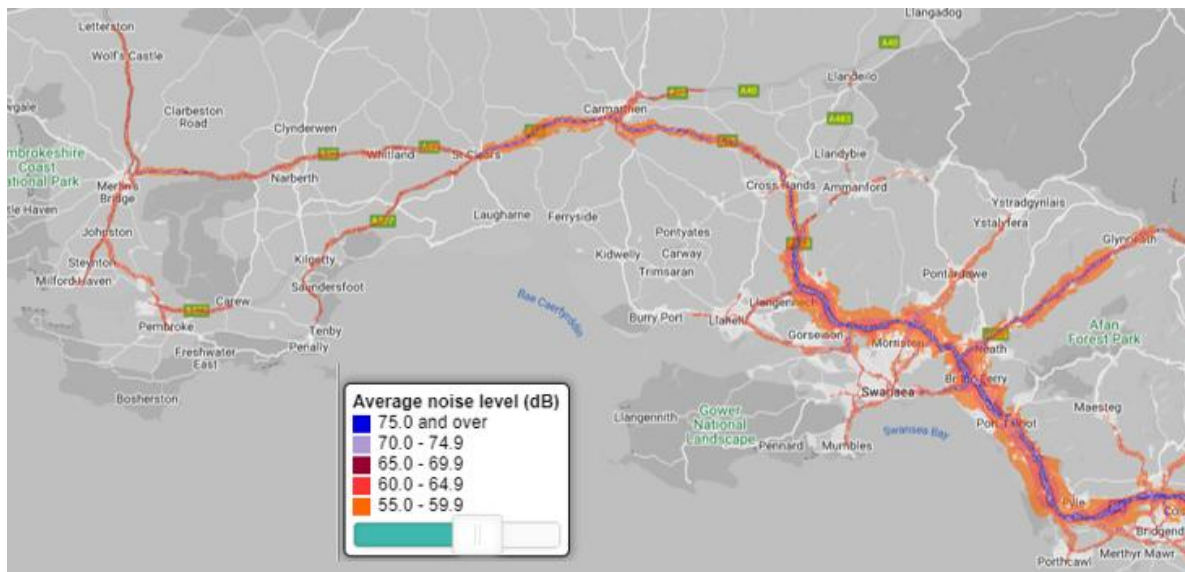 Letterston
Wolf's Castle
Clarbeston
Road
Clynderwen
Whitland
St Clears
Narberth
Pembrokeshire
Coast
National Park
Merlin's
Bridge
Johnston
Steynton
Milford Haven
Kilgetty
Saundersfoot
Carew
Pembroke
Tenby
Penally
Freshwater
East
Bosherston
Laugharne
Ferryside
Carmarthen
A40
A40
Llangadog
Llandeilo
A483
Llandybie
Cross Hands
Ammanford
Pontyates
Kidwelly
Carway
Trimsaran
Bae Caerfyrddin
Burry Port
Llanelli
Llangennech
Gorseinon
Morriston
Swansea
Ystradgynlais
Ystalyfera
Pontardawe
Glynneath
Neath
Briton Ferry
Afan
Forest Park
Maesteg
Port Talbot
Llangennith
Gower
National
Landscape
Pennard
Mumbles
Swansea Bay
Pyle
Bridgend
Porthcawl
Merthyr Mawr
A477
Average noise level (dB)
75.0 and over
70.0 - 74.9
65.0 - 69.9
60.0 - 64.9
55.0 - 59.9